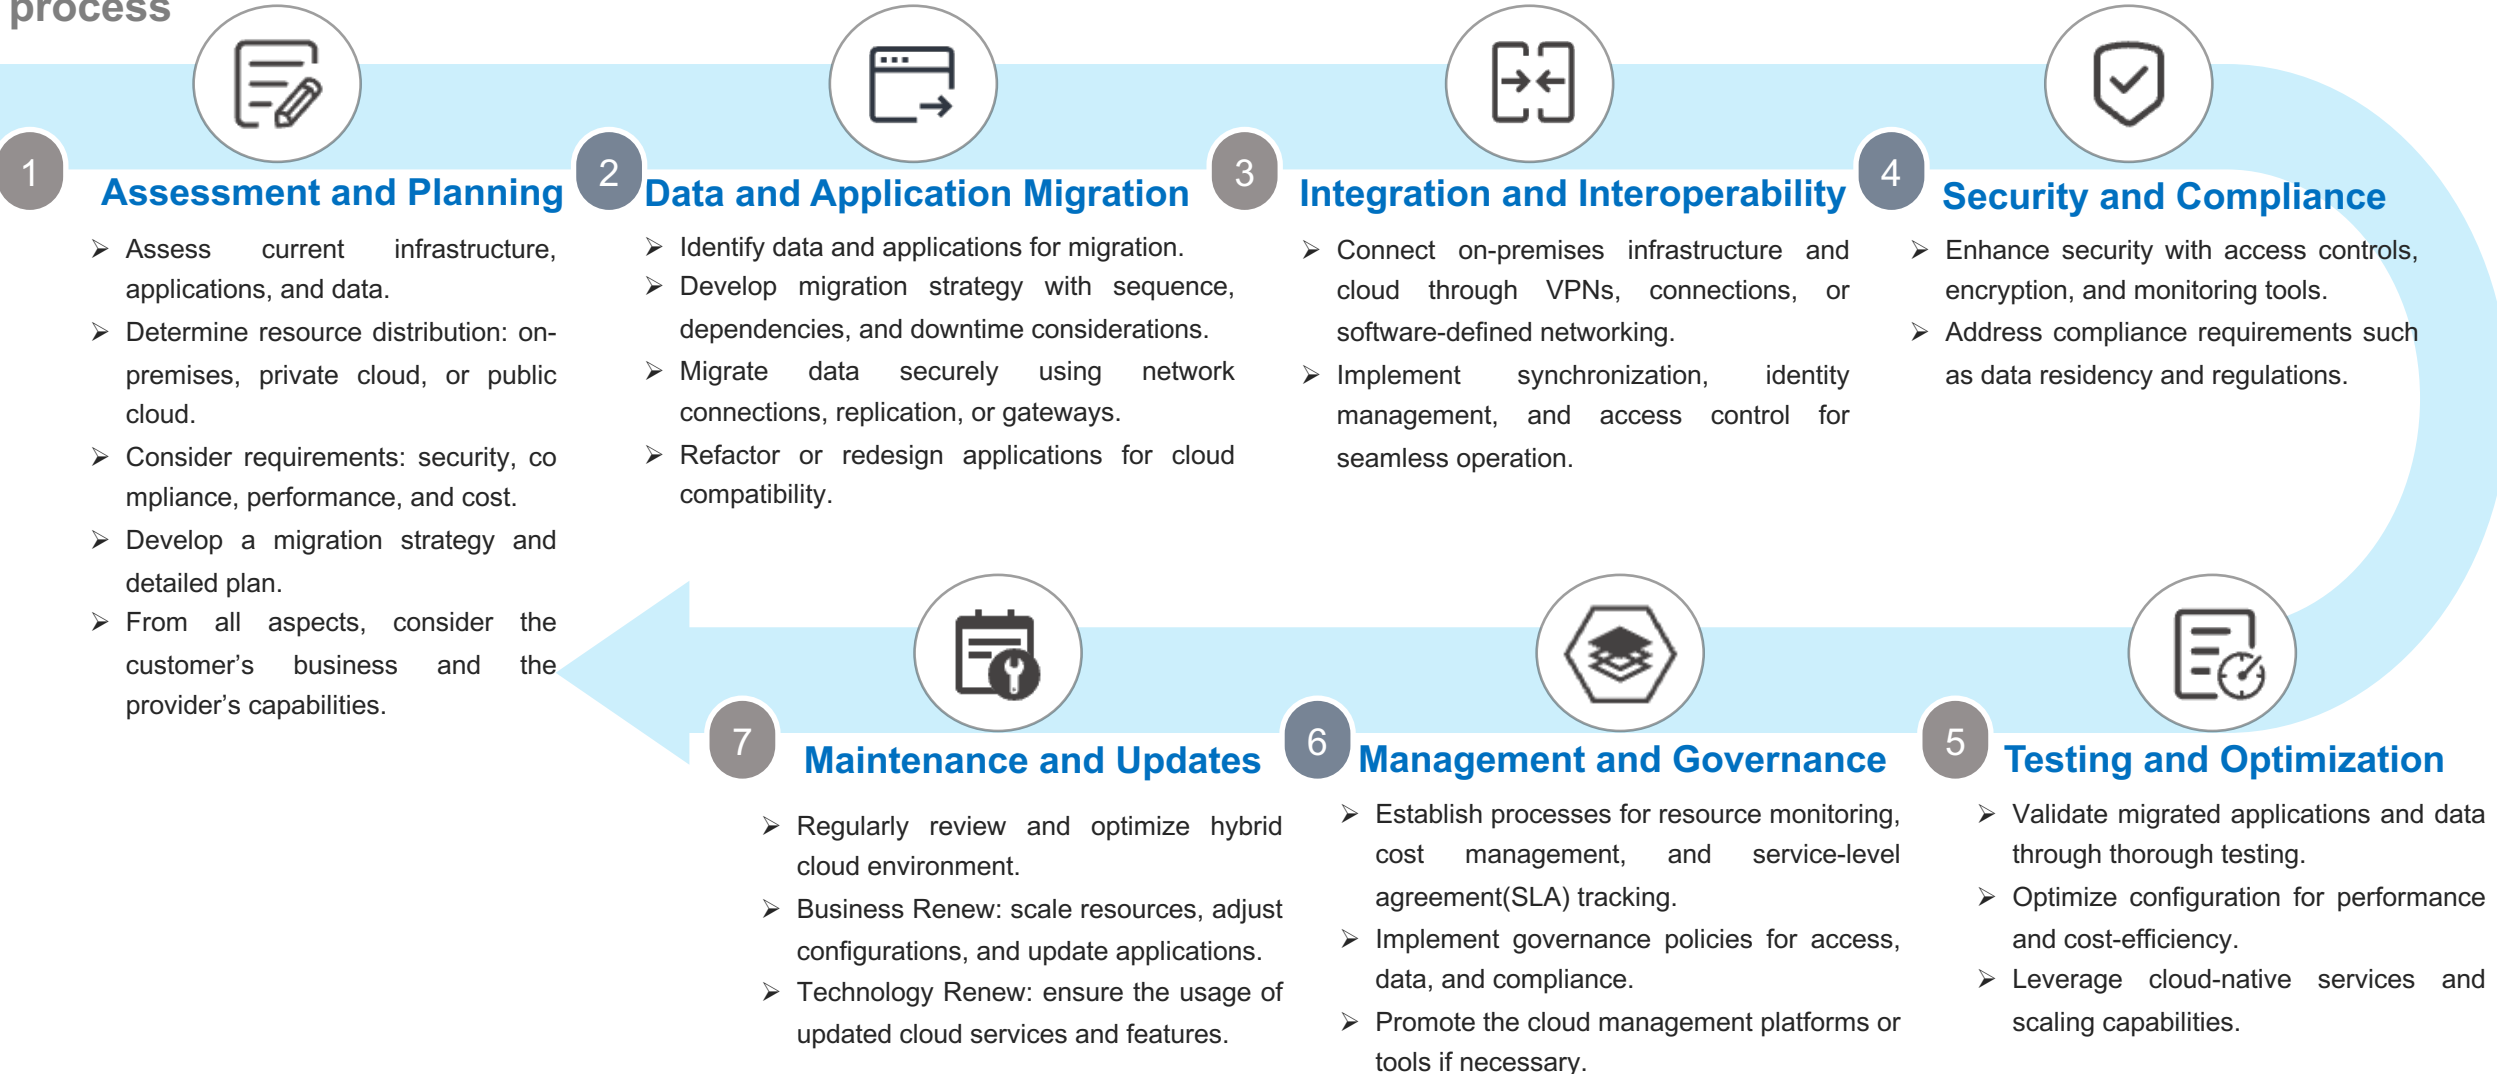 process
1
Assessment and Planning
Assess current infrastructure,
applications, and data.
Determine resource distribution: on-
premises, private cloud, or public
cloud.
Consider requirements: security, co
mpliance, performance, and cost.
Develop a migration strategy and
detailed plan.
From all aspects, consider the
customer’s business and the
provider’s capabilities.
2
Data and Application Migration
Identify data and applications for migration.
Develop migration strategy with sequence,
dependencies, and downtime considerations.
Migrate data securely using network
connections, replication, or gateways.
Refactor or redesign applications for cloud
compatibility.
3
Integration and Interoperability
Connect on-premises infrastructure and
cloud through VPNs, connections, or
software-defined networking.
Implement synchronization, identity
management, and access control for
seamless operation.
4
Security and Compliance
Enhance security with access controls,
encryption, and monitoring tools.
Address compliance requirements such
as data residency and regulations.
5
Testing and Optimization
Validate migrated applications and data
through thorough testing.
Optimize configuration for performance
and cost-efficiency.
Leverage cloud-native services and
scaling capabilities.
6
Management and Governance
Establish processes for resource monitoring,
cost management, and service-level
agreement(SLA) tracking.
Implement governance policies for access,
data, and compliance.
Promote the cloud management platforms or
tools if necessary.
7
Maintenance and Updates
Regularly review and optimize hybrid
cloud environment.
Business Renew: scale resources, adjust
configurations, and update applications.
Technology Renew: ensure the usage of
updated cloud services and features.